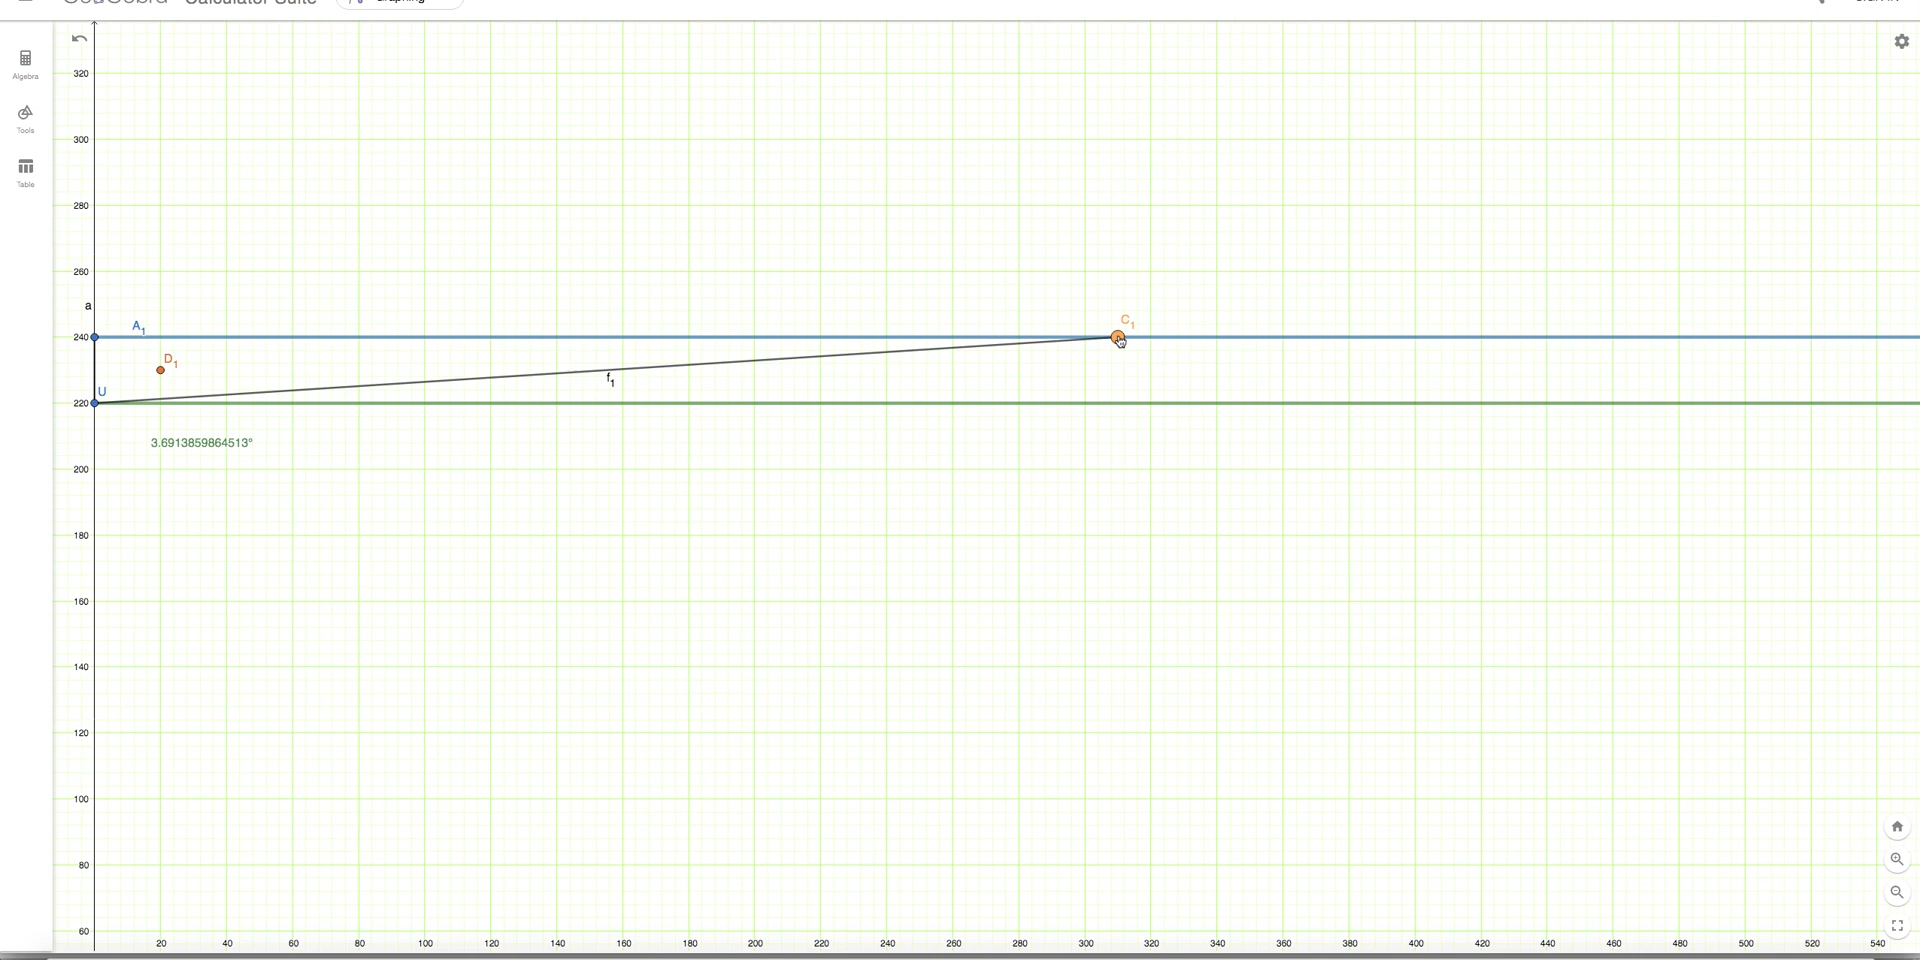 Calculator Suite
Graphing
Algebra
Tools
Table
320
300
280
260
a
A₁
C₁
240
D₁
f₁
U
220
3.6913859864513°
200
180
160
140
120
100
80
60
20 40 60 80 100 120 140 160 180 200 220 240 260 280 300 320 340 360 380 400 420 440 460 480 500 520 540